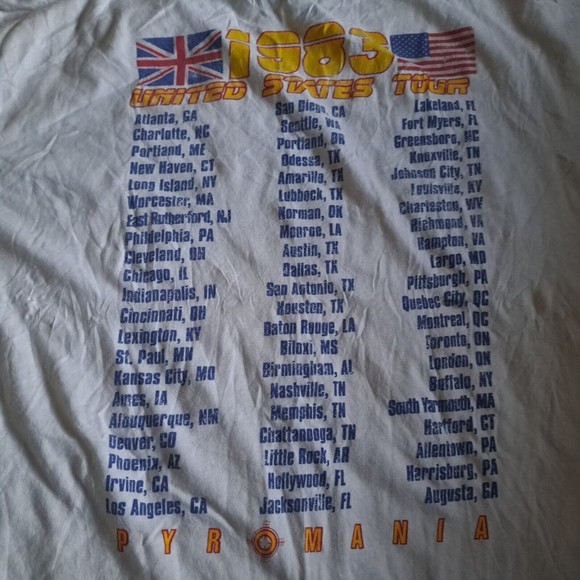 1983
UNITED STATES TOUR
Atlanta, GA
Charlotte, NC
Portland, ME
New Haven, CT
Long Island, NY
Worcester, MA
East Rutherford, NJ
Philadelphia, PA
Cleveland, OH
Chicago, IL
Indianapolis, IN
Cincinnati, OH
Lexington, KY
St. Paul, MN
Kansas City, MO
Ames, IA
Albuquerque, NM
Denver, CO
Phoenix, AZ
Irvine, CA
Los Angeles, CA
San Diego, CA
Seattle, WA
Portland, OR
Odessa, TX
Amarillo, TX
Lubbock, TX
Norman, OK
Monroe, LA
Austin, TX
Dallas, TX
San Antonio, TX
Houston, TX
Baton Rouge, LA
Biloxi, MS
Birmingham, AL
Nashville, TN
Memphis, TN
Chattanooga, TN
Little Rock, AR
Hollywood, FL
Jacksonville, FL
Lakeland, FL
Fort Myers, FL
Greensboro, NC
Knoxville, TN
Johnson City, TN
Louisville, KY
Charleston, WV
Richmond, VA
Hampton, VA
Largo, MD
Pittsburgh, PA
Quebec City, QC
Montreal, QC
Toronto, ON
London, ON
Buffalo, NY
South Yarmouth, MA
Hartford, CT
Allentown, PA
Harrisburg, PA
Augusta, GA
PYROMANIA